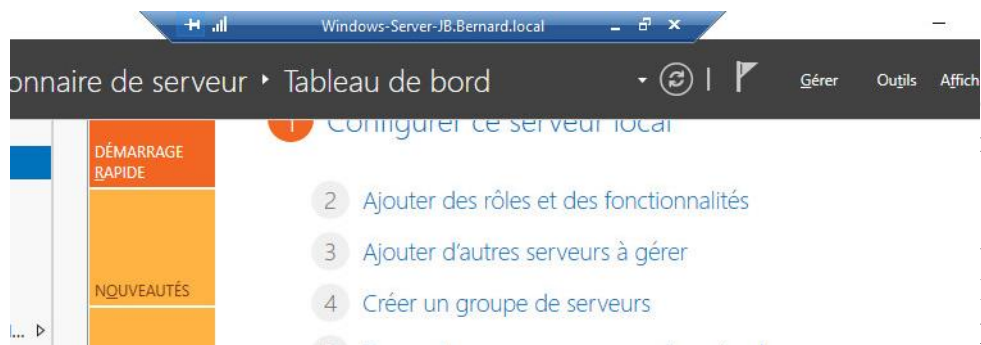 Windows-Server-JB.Bernard.local
onnaire de serveur ‣ Tableau de bord
Gérer Outils Affich
DÉMARRAGE
RAPIDE
1 Configurer ce serveur local
2 Ajouter des rôles et des fonctionnalités
3 Ajouter d'autres serveurs à gérer
NOUVEAUTÉS
4 Créer un groupe de serveurs